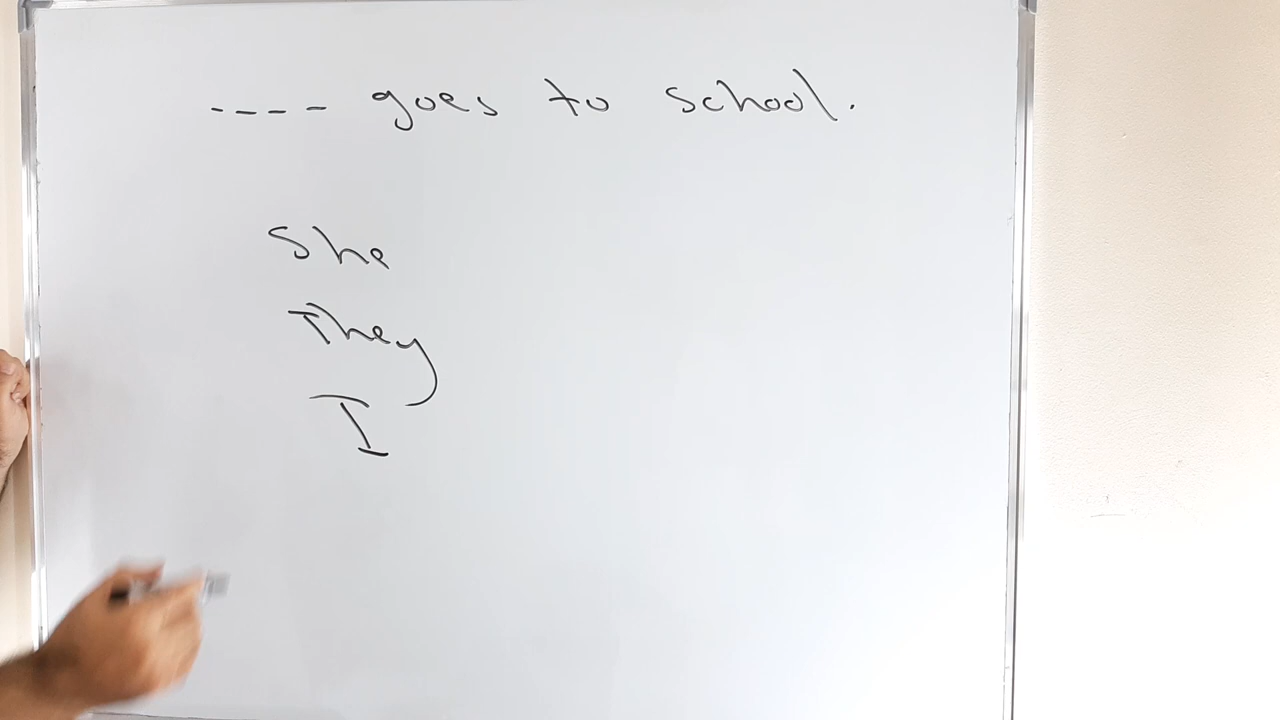 ---- goes to school.
She
They
I